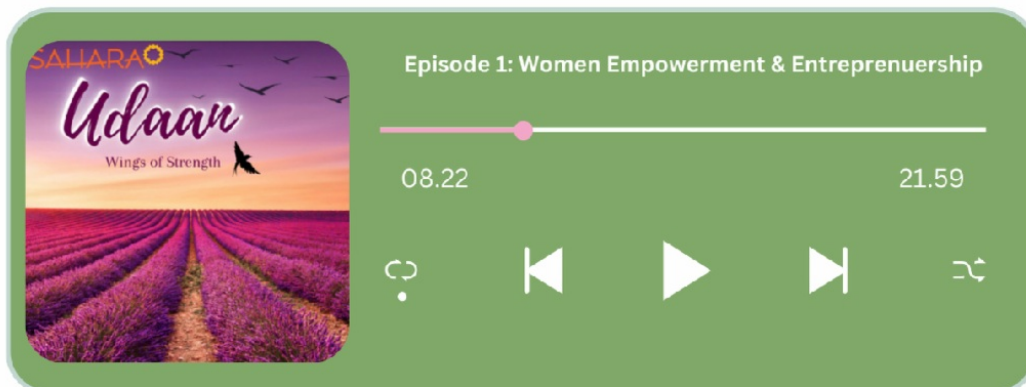 SAHARA
Udaan
Wings of Strength
Episode 1: Women Empowerment & Entreprenuership
08.22
21.59